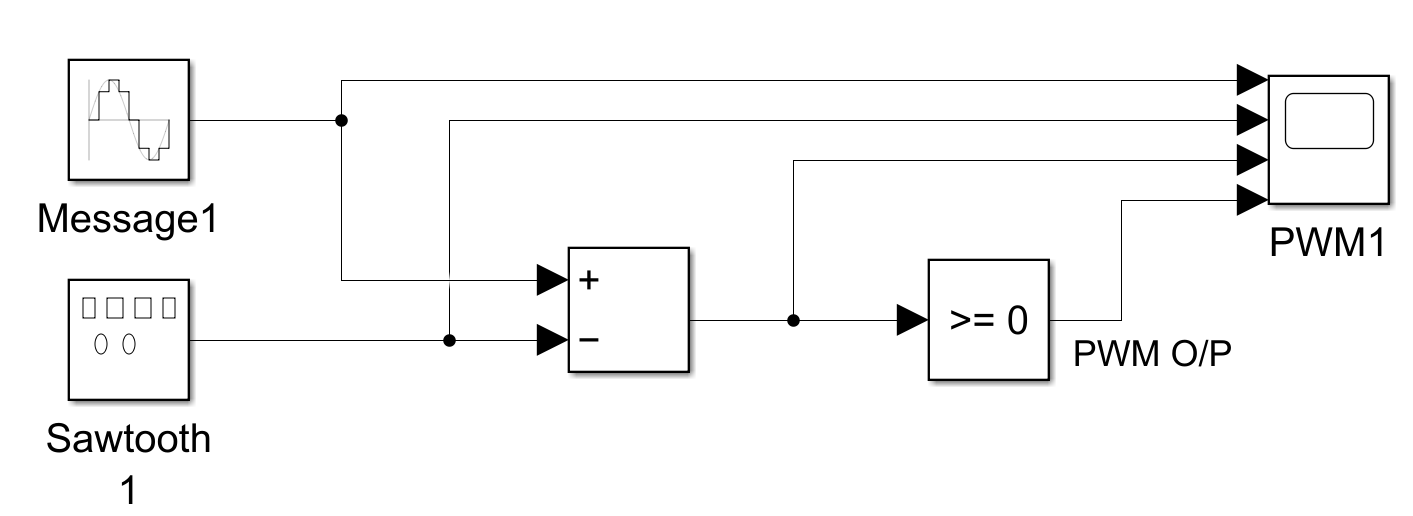 Message1
PWM1
+
−
>= 0
PWM O/P
Sawtooth
1